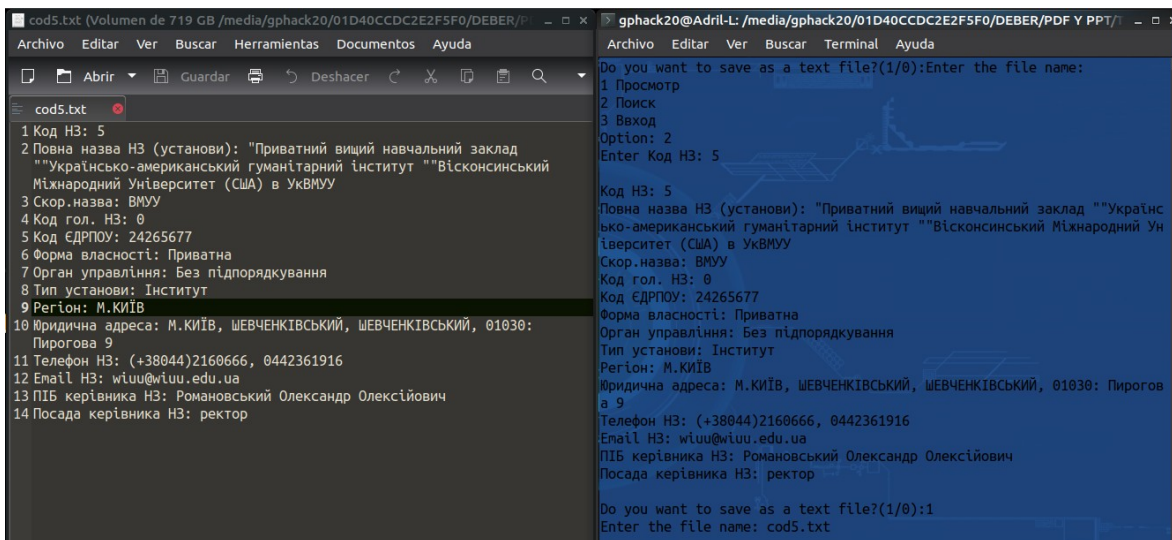 cod5.txt (Volumen de 719 GB /media/gphack20/01D40CCDC2E2F5F0/DEBER/P
Archivo Editar Ver Buscar Herramientas Documentos Ayuda
Abrir Guardar Deshacer
cod5.txt
1 Код НЗ: 5
2 Повна назва НЗ (установи): "Приватний вищий навчальний заклад
""Українсько-американський гуманітарний інститут ""Вісконсинський
Міжнародний Університет (США) в УкВМУУ
3 Скор.назва: ВМУУ
4 Код гол. НЗ: 0
5 Код ЄДРПОУ: 24265677
6 Форма власності: Приватна
7 Орган управління: Без підпорядкування
8 Тип установи: Інститут
9 Регіон: М.КИЇВ
10 Юридична адреса: М.КИЇВ, ШЕВЧЕНКІВСЬКИЙ, ШЕВЧЕНКІВСЬКИЙ, 01030:
Пирогова 9
11 Телефон НЗ: (+38044)2160666, 0442361916
12 Email НЗ: wiuu@wiuu.edu.ua
13 ПІБ керівника НЗ: Романовський Олександр Олексійович
14 Посада керівника НЗ: ректор
gphack20@Adril-L: /media/gphack20/01D40CCDC2E2F5F0/DEBER/PDF Y PPT/
Archivo Editar Ver Buscar Terminal Ayuda
Do you want to save as a text file?(1/0):Enter the file name:
1 Просмотр
2 Поиск
3 Ввход
Option: 2
Enter Код НЗ: 5
Код НЗ: 5
Повна назва НЗ (установи): "Приватний вищий навчальний заклад ""Українс
ько-американський гуманітарний інститут ""Вісконсинський Міжнародний Ун
іверситет (США) в УкВМУУ
Скор.назва: ВМУУ
Код гол. НЗ: 0
Код ЄДРПОУ: 24265677
Форма власності: Приватна
Орган управління: Без підпорядкування
Тип установи: Інститут
Регіон: М.КИЇВ
Юридична адреса: М.КИЇВ, ШЕВЧЕНКІВСЬКИЙ, ШЕВЧЕНКІВСЬКИЙ, 01030: Пирогов
а 9
Телефон НЗ: (+38044)2160666, 0442361916
Email НЗ: wiuu@wiuu.edu.ua
ПІБ керівника НЗ: Романовський Олександр Олексійович
Посада керівника НЗ: ректор
Do you want to save as a text file?(1/0):1
Enter the file name: cod5.txt